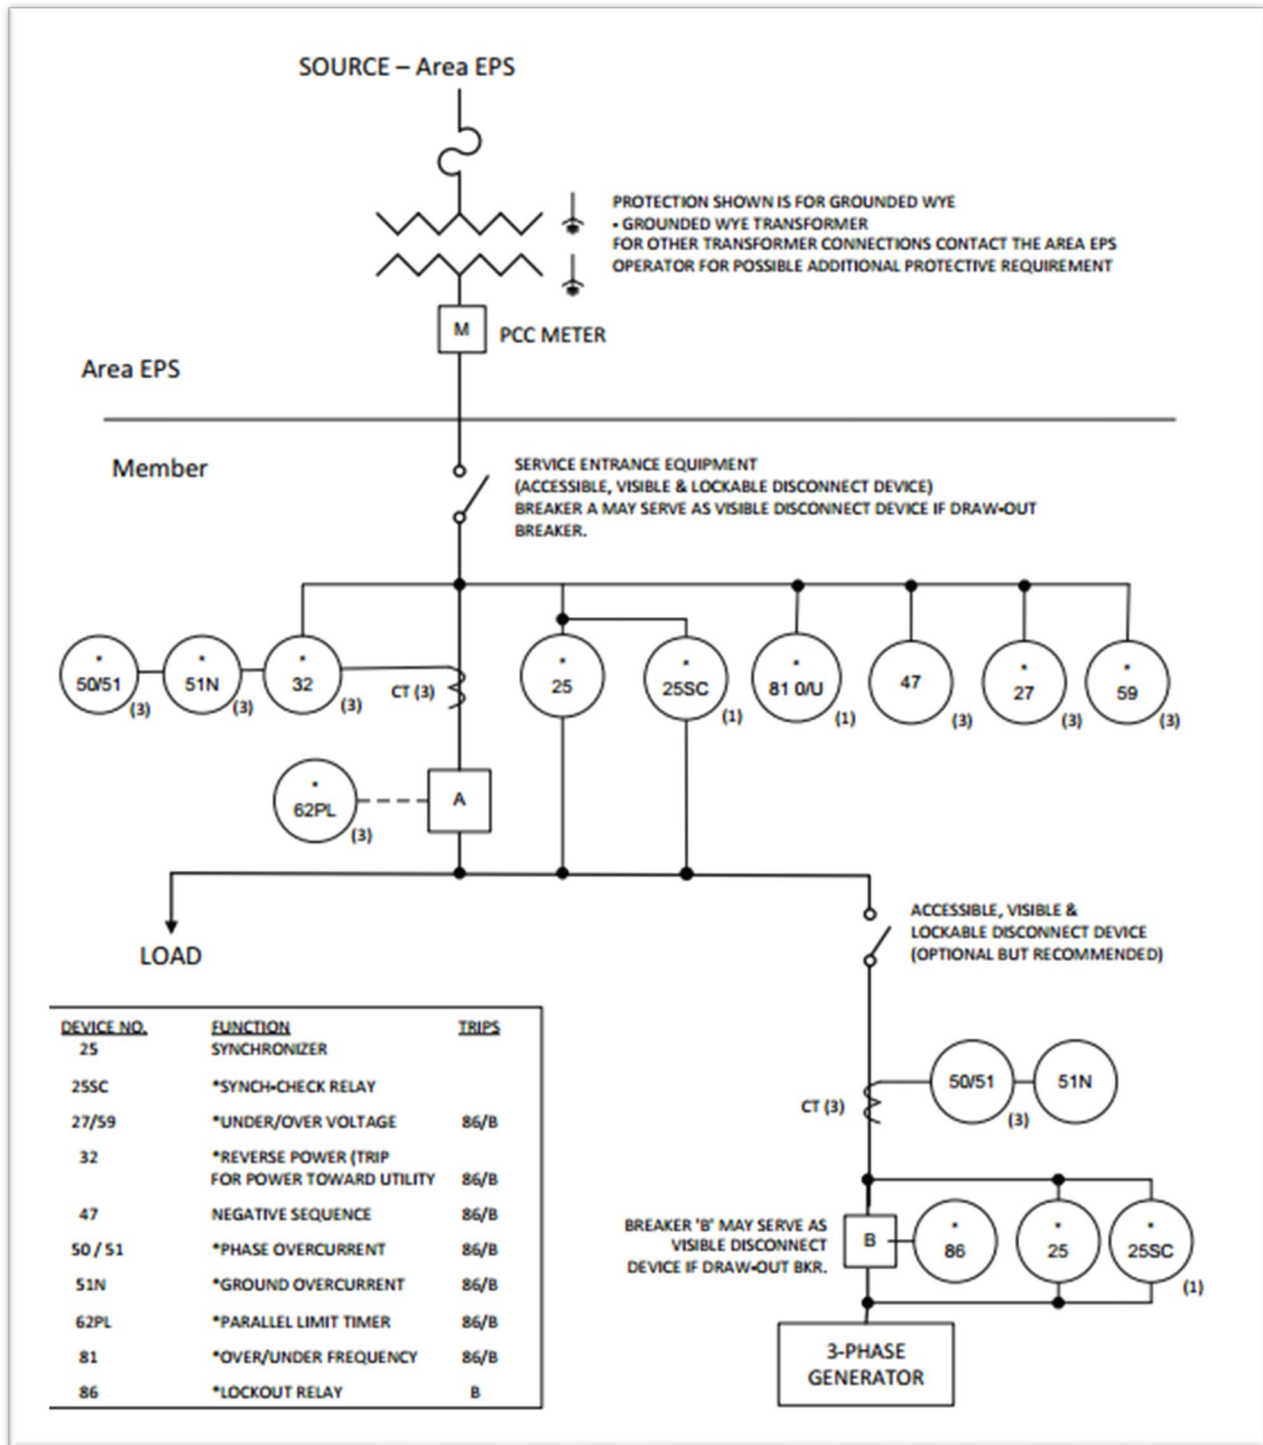 SOURCE – Area EPS
PROTECTION SHOWN IS FOR GROUNDED WYE
- GROUNDED WYE TRANSFORMER
FOR OTHER TRANSFORMER CONNECTIONS CONTACT THE AREA EPS
OPERATOR FOR POSSIBLE ADDITIONAL PROTECTIVE REQUIREMENT
M
PCC METER
Area EPS
Member
SERVICE ENTRANCE EQUIPMENT
(ACCESSIBLE, VISIBLE & LOCKABLE DISCONNECT DEVICE)
BREAKER A MAY SERVE AS VISIBLE DISCONNECT DEVICE IF DRAW-OUT
BREAKER.
* 50/51 (3)
* 51N (3)
* 32 (3)
CT (3)
* 25
* 25SC (1)
* 81 0/U (1)
47 (3)
* 27 (3)
* 59 (3)
* 62PL (3)
A
LOAD
ACCESSIBLE, VISIBLE &
LOCKABLE DISCONNECT DEVICE
(OPTIONAL BUT RECOMMENDED)
DEVICE NO. FUNCTION TRIPS
25 SYNCHRONIZER
25SC *SYNCH-CHECK RELAY
27/59 *UNDER/OVER VOLTAGE 86/B
32 *REVERSE POWER (TRIP
FOR POWER TOWARD UTILITY 86/B
47 NEGATIVE SEQUENCE 86/B
50 / 51 *PHASE OVERCURRENT 86/B
51N *GROUND OVERCURRENT 86/B
62PL *PARALLEL LIMIT TIMER 86/B
81 *OVER/UNDER FREQUENCY 86/B
86 *LOCKOUT RELAY B
CT (3)
50/51 (3)
51N
BREAKER 'B' MAY SERVE AS
VISIBLE DISCONNECT
DEVICE IF DRAW-OUT BKR.
B
* 86
* 25
* 25SC (1)
3-PHASE
GENERATOR